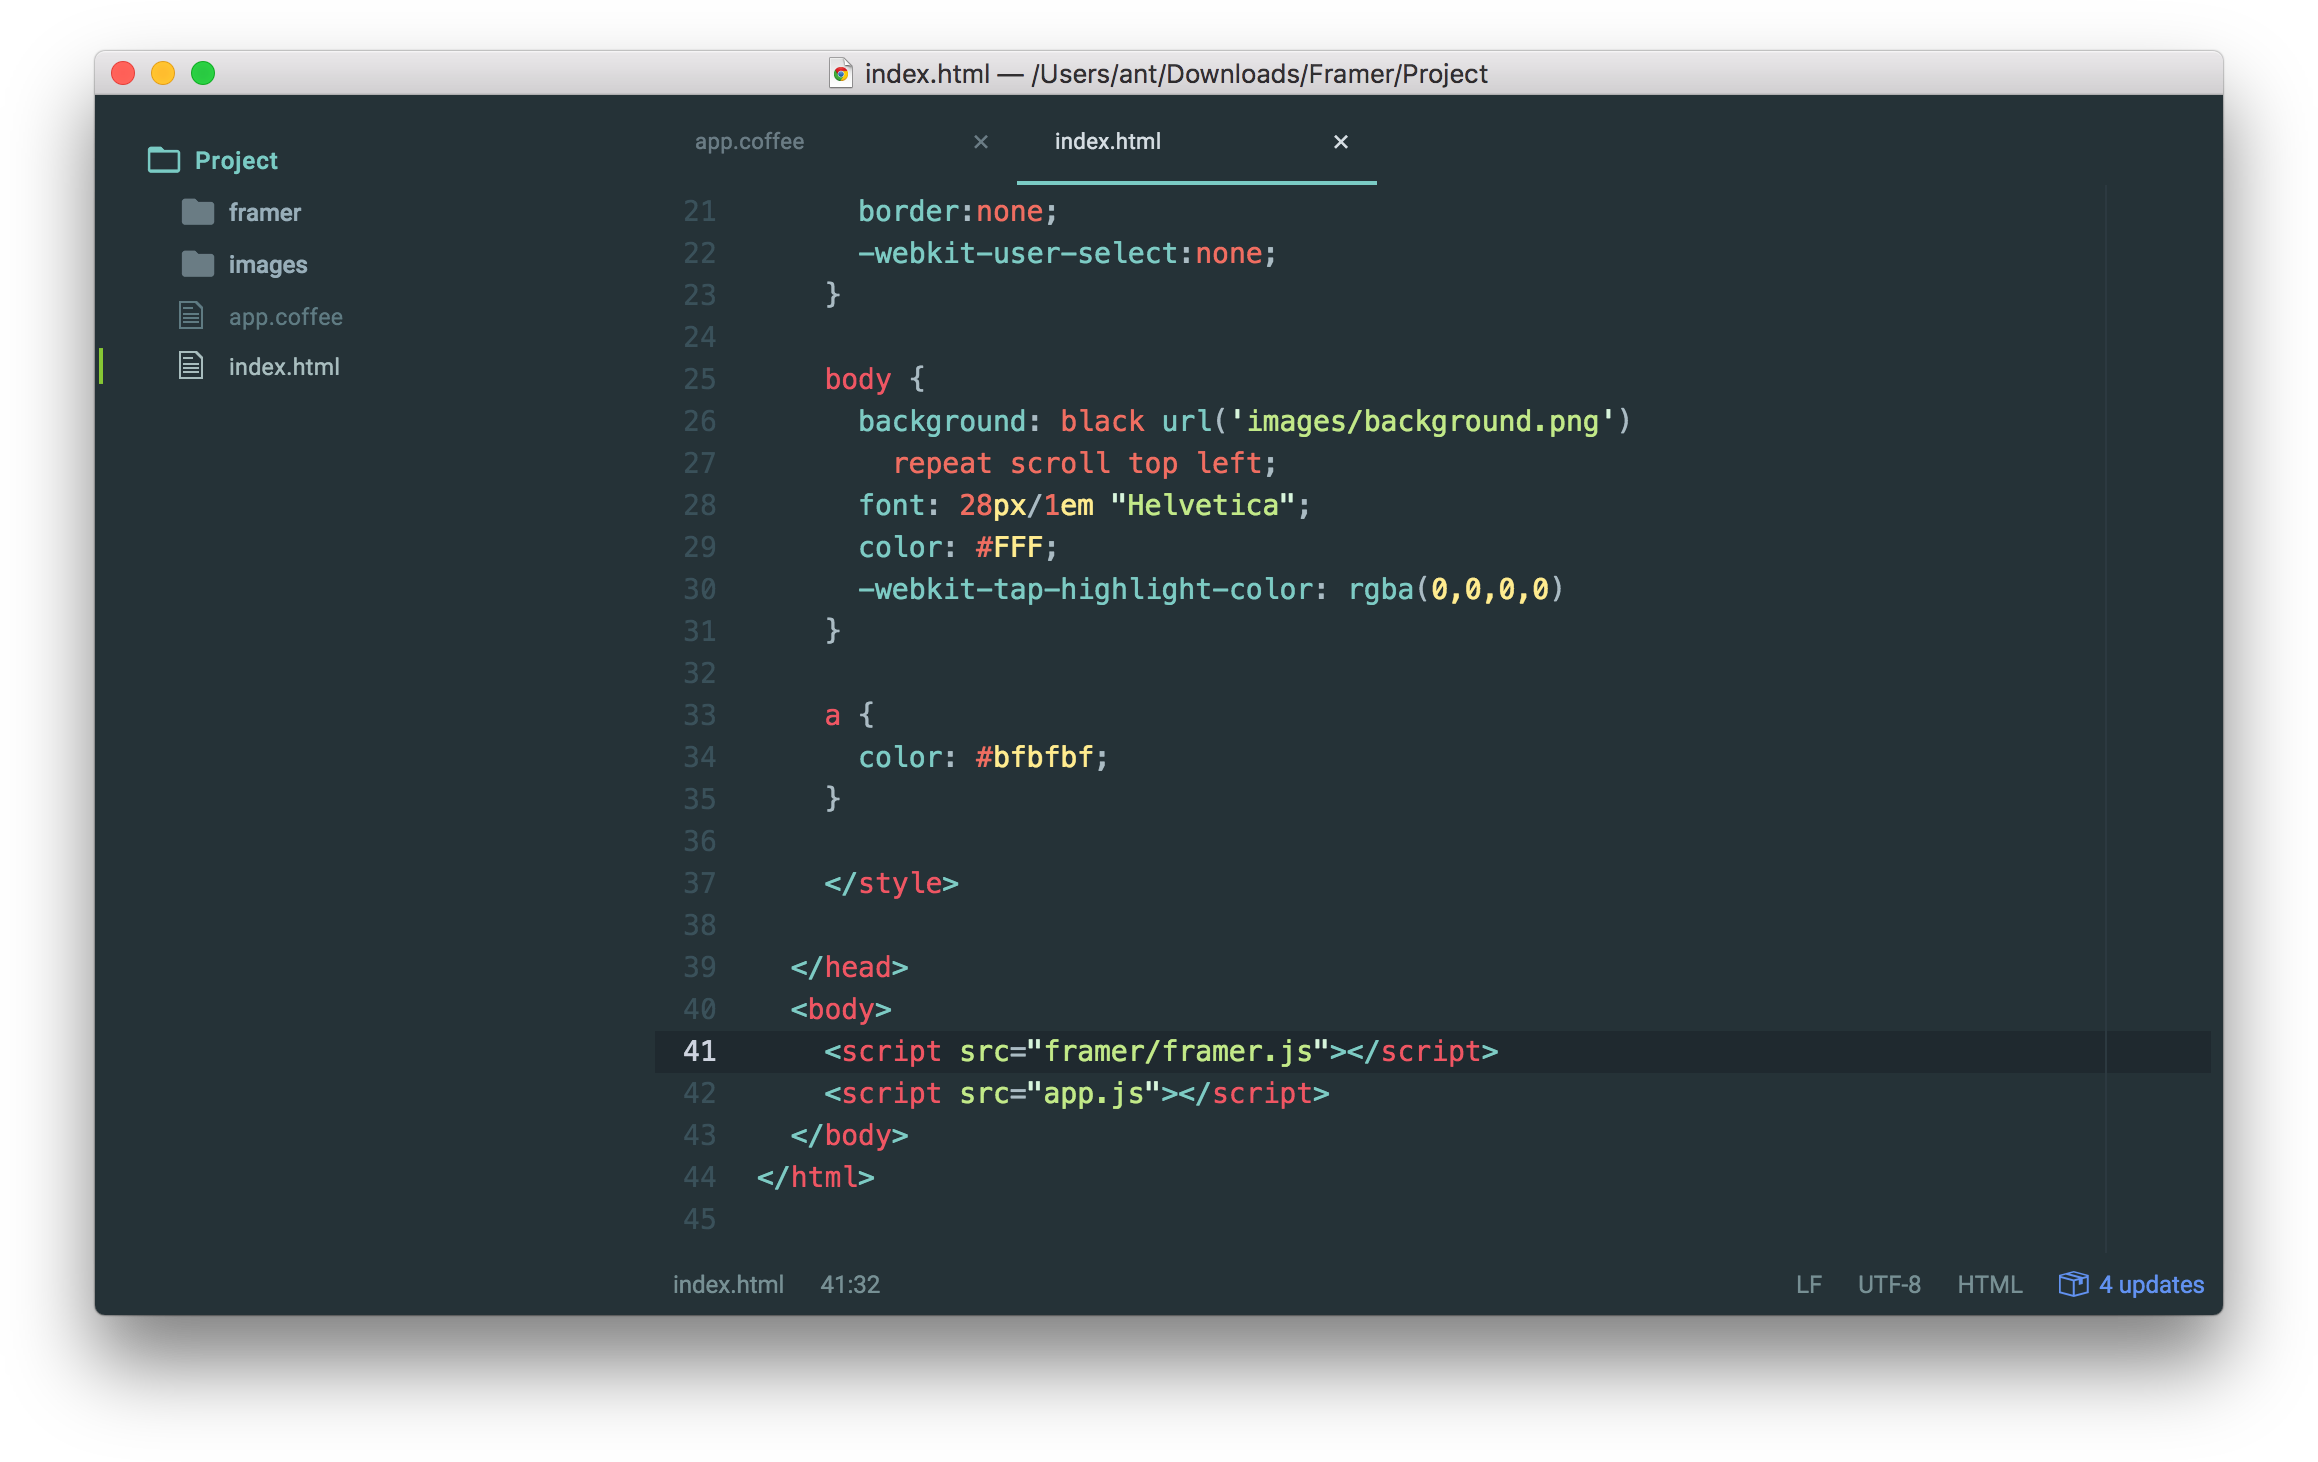 index.html — /Users/ant/Downloads/Framer/Project
Project
framer
images
app.coffee
index.html
app.coffee ×
index.html ×
21 border:none;
22 -webkit-user-select:none;
23 }
24
25 body {
26 background: black url('images/background.png')
27 repeat scroll top left;
28 font: 28px/1em "Helvetica";
29 color: #FFF;
30 -webkit-tap-highlight-color: rgba(0,0,0,0)
31 }
32
33 a {
34 color: #bfbfbf;
35 }
36
37 </style>
38
39 </head>
40 <body>
41 <script src="framer/framer.js"></script>
42 <script src="app.js"></script>
43 </body>
44 </html>
45
index.html 41:32 LF UTF-8 HTML 4 updates